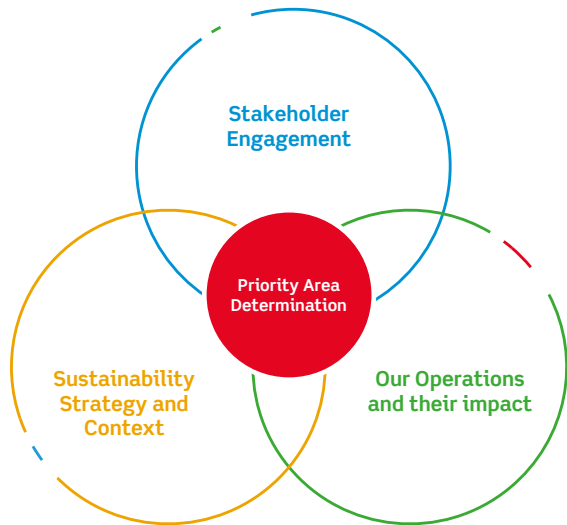 Stakeholder
Engagement
Priority Area
Determination
Sustainability
Strategy and
Context
Our Operations
and their impact